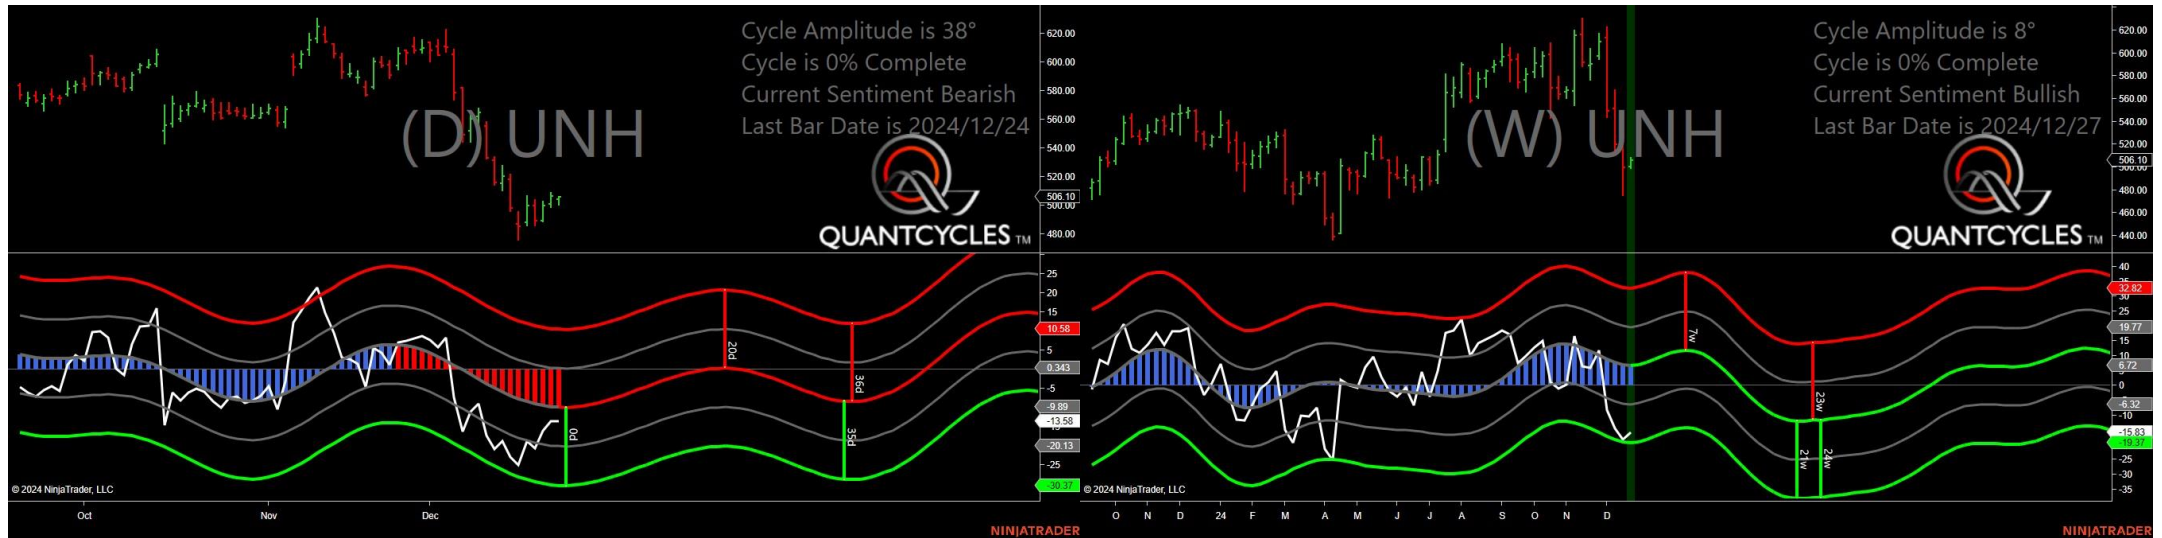 Cycle Amplitude is 38°
Cycle is 0% Complete
Current Sentiment Bearish
Last Bar Date is 2024/12/24
(D) UNH
QUANTCYCLES TM
620.00
600.00
580.00
560.00
540.00
520.00
506.10
500.00
480.00
25
20
15
10.58
5
0.343
-5
-9.89
-13.58
-20.13
-25
-30.37
0d
20d
36d
35d
© 2024 NinjaTrader, LLC
Oct
Nov
Dec
NINJATRADER
Cycle Amplitude is 8°
Cycle is 0% Complete
Current Sentiment Bullish
Last Bar Date is 2024/12/27
(W) UNH
QUANTCYCLES TM
620.00
600.00
580.00
560.00
540.00
520.00
506.10
500.00
480.00
460.00
440.00
40
32.82
30
25
19.77
15
10
6.72
0
-6.32
-10
-15.83
-19.37
-25
-30
-35
7w
23w
21w
24w
© 2024 NinjaTrader, LLC
O N D 24 F M A M J J A S O N D
NINJATRADER